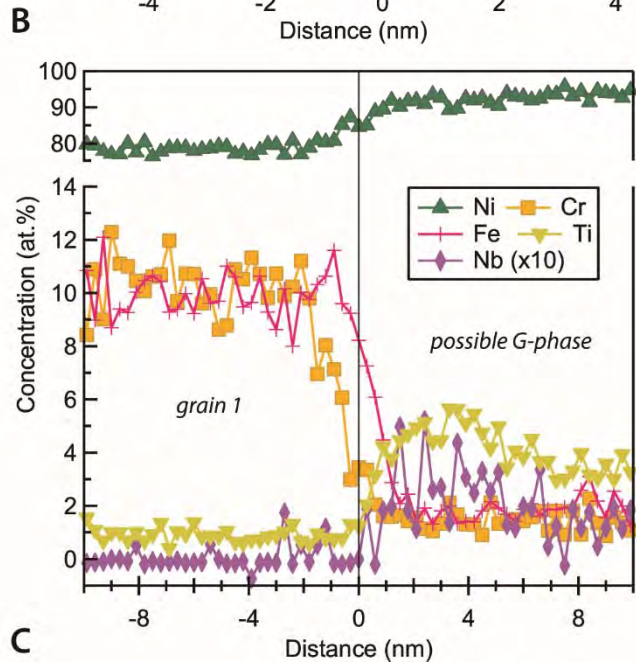 -4 -2 0 2 4
B Distance (nm)
100
90
80
14
12
10
8
6
4
2
0
Concentration (at.%)
Ni Cr
Fe Ti
Nb (x10)
possible G-phase
grain 1
-8 -4 0 4 8
C Distance (nm)